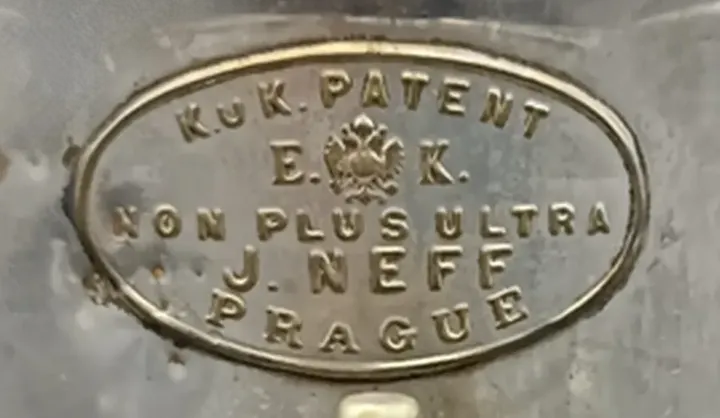 K.u K. PATENT
E. K.
NON PLUS ULTRA
J. NEFF
PRAGUE